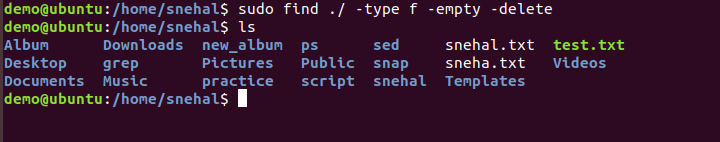 demo@ubuntu:/home/snehal$ sudo find ./ -type f -empty -delete
demo@ubuntu:/home/snehal$ ls
Album Downloads new_album ps sed snehal.txt test.txt
Desktop grep Pictures Public snap sneha.txt Videos
Documents Music practice script snehal Templates
demo@ubuntu:/home/snehal$